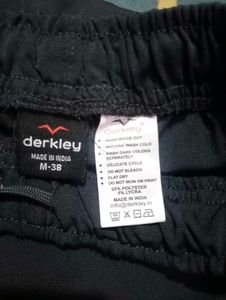 derkley
MADE IN INDIA
M-38
derkley
• WASH INSIDE OUT
• MACHINE WASH COLD
• WASH DARK COLORS
SEPARATELY
• DELICATE CYCLE
• DO NOT BLEACH
• FLAT DRY
• DO NOT IRON ON PRINT
95% POLYSTER
5% LYCRA
MADE IN INDIA
info@derkley.in